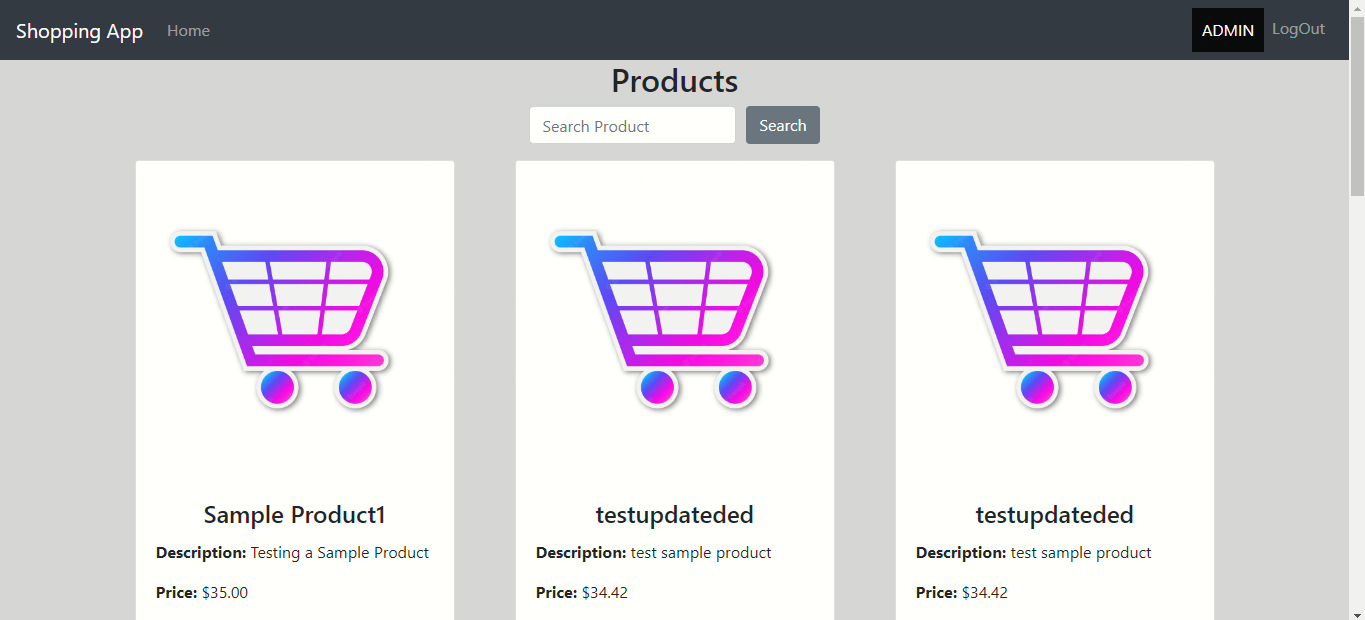 Shopping App Home ADMIN LogOut
Products
Search Product Search
Sample Product1
Description: Testing a Sample Product
Price: $35.00
testupdateded
Description: test sample product
Price: $34.42
testupdateded
Description: test sample product
Price: $34.42